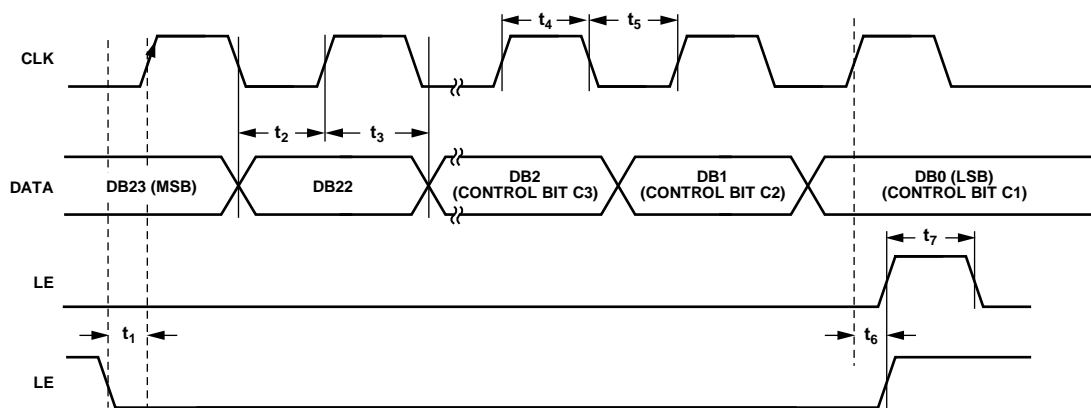 t4
t5
CLK
t2
t3
DATA
DB23 (MSB)
DB22
DB2
(CONTROL BIT C3)
DB1
(CONTROL BIT C2)
DB0 (LSB)
(CONTROL BIT C1)
t7
LE
t1
t6
LE